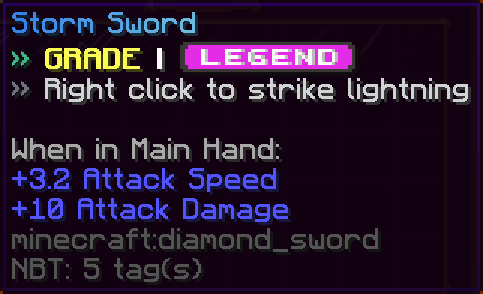 Storm Sword
» GRADE | LEGEND
» Right click to strike lightning
When in Main Hand:
+3.2 Attack Speed
+10 Attack Damage
minecraft:diamond_sword
NBT: 5 tag(s)